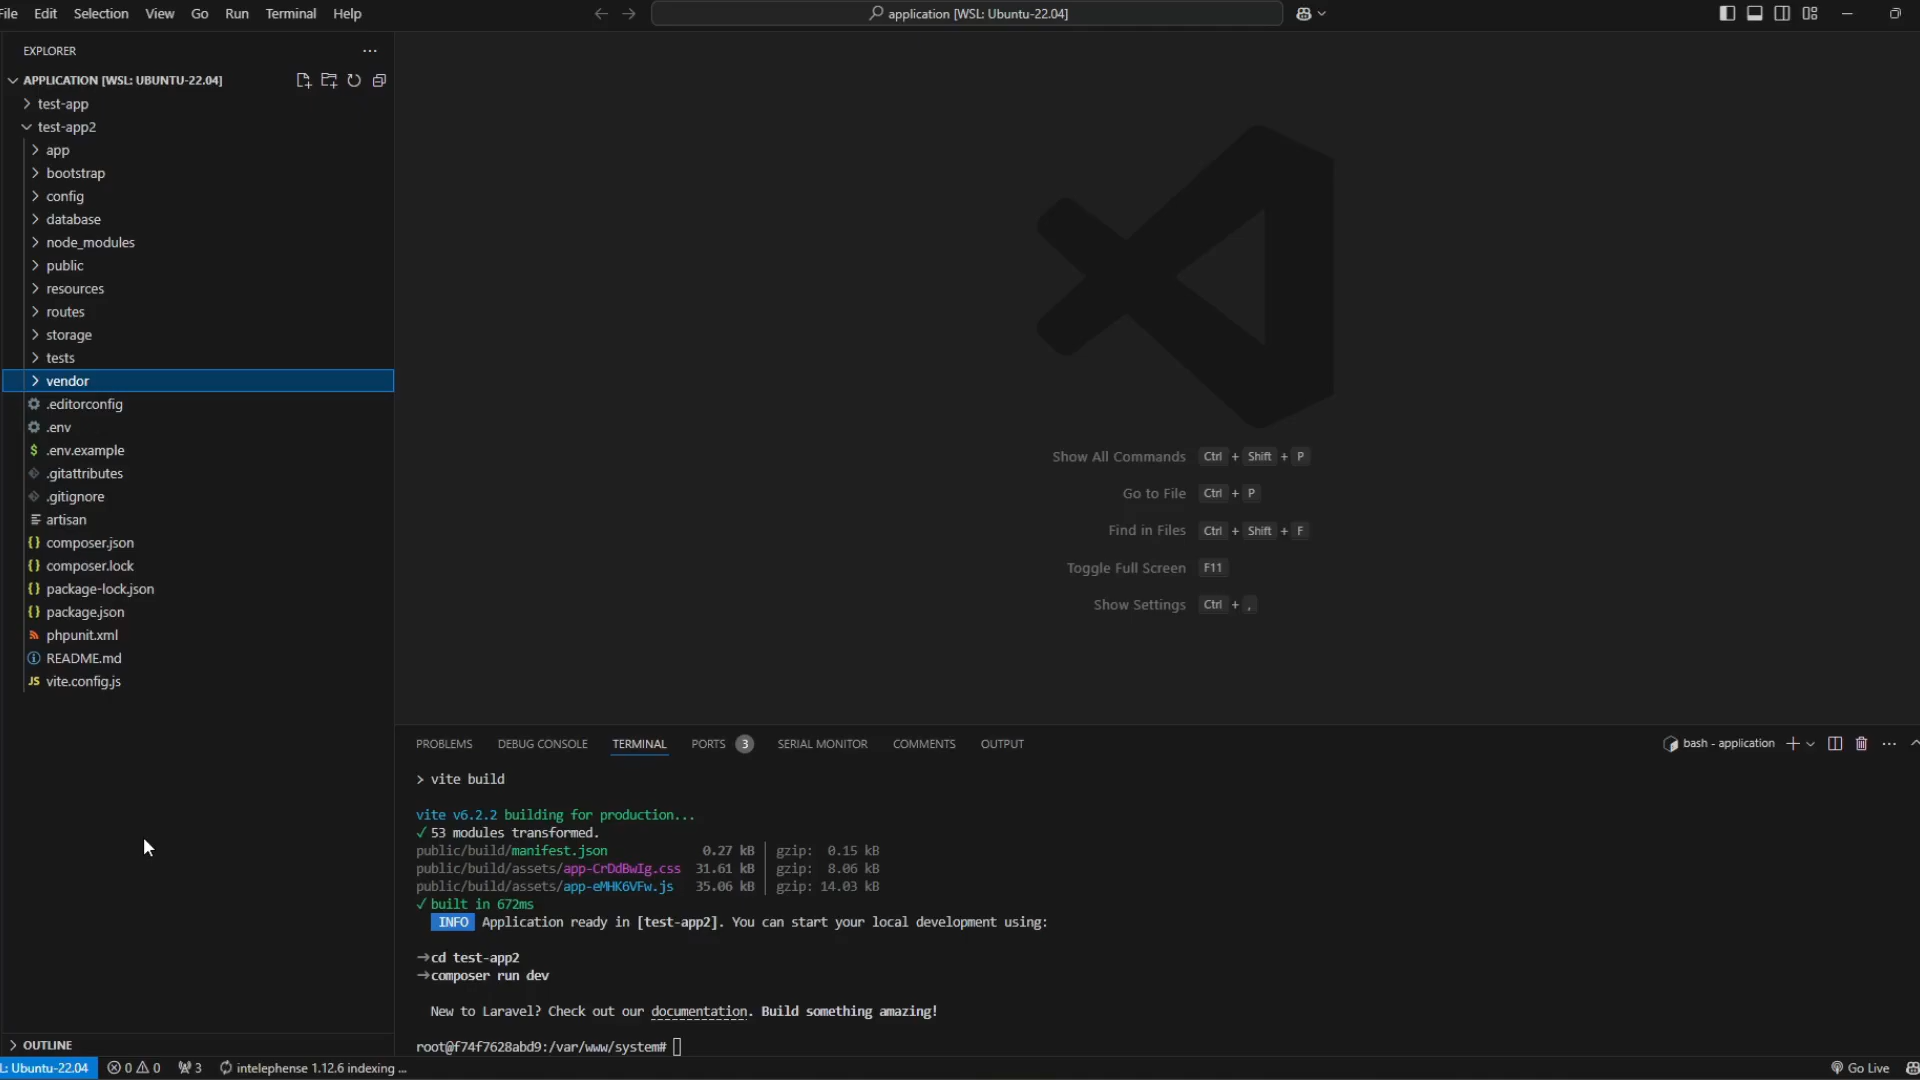 File Edit Selection View Go Run Terminal Help
application [WSL: Ubuntu-22.04]
EXPLORER
APPLICATION [WSL: UBUNTU-22.04]
test-app
test-app2
app
bootstrap
config
database
node_modules
public
resources
routes
storage
tests
vendor
.editorconfig
.env
$ .env.example
.gitattributes
.gitignore
artisan
{} composer.json
{} composer.lock
{} package-lock.json
{} package.json
phpunit.xml
README.md
JS vite.config.js
OUTLINE
Show All Commands Ctrl + Shift + P
Go to File Ctrl + P
Find in Files Ctrl + Shift + F
Toggle Full Screen F11
Show Settings Ctrl + ,
PROBLEMS DEBUG CONSOLE TERMINAL PORTS 3 SERIAL MONITOR COMMENTS OUTPUT
bash - application
> vite build
vite v6.2.2 building for production...
✓ 53 modules transformed.
public/build/manifest.json 0.27 kB │ gzip: 0.15 kB
public/build/assets/app-CrDdBwIg.css 31.61 kB │ gzip: 8.06 kB
public/build/assets/app-eMHK6VFw.js 35.06 kB │ gzip: 14.03 kB
✓ built in 672ms
INFO Application ready in [test-app2]. You can start your local development using:
→cd test-app2
→composer run dev
New to Laravel? Check out our documentation. Build something amazing!
root@f74f7628abd9:/var/www/system#
L: Ubuntu-22.04 0 0 3 intelephense 1.12.6 indexing ... Go Live